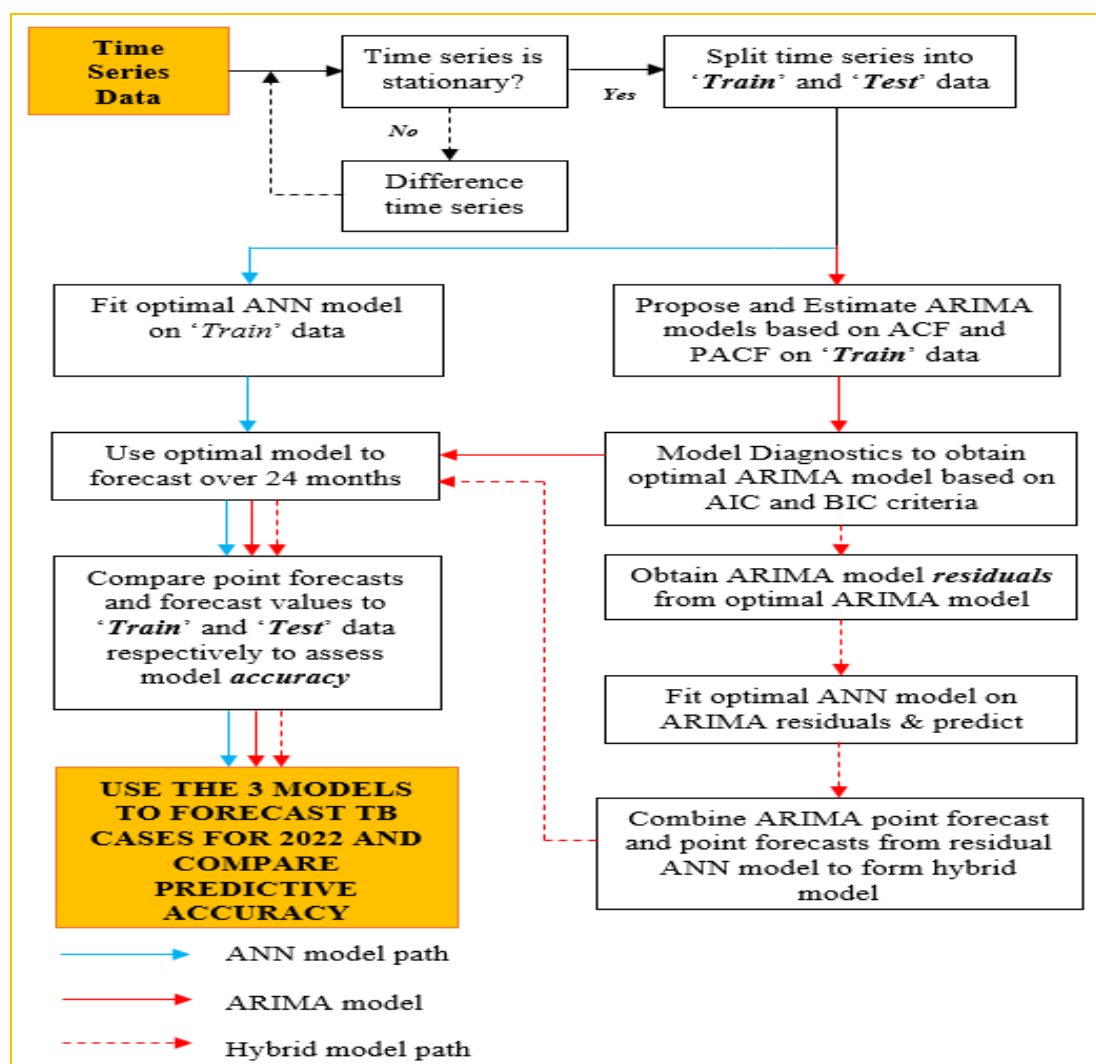 Time
Series
Data
Time series is
stationary?
Yes
Split time series into
‘Train’ and ‘Test’ data
No
Difference
time series
Fit optimal ANN model
on ‘Train’ data
Propose and Estimate ARIMA
models based on ACF and
PACF on ‘Train’ data
Use optimal model to
forecast over 24 months
Model Diagnostics to obtain
optimal ARIMA model based on
AIC and BIC criteria
Compare point forecasts
and forecast values to
‘Train’ and ‘Test’ data
respectively to assess
model accuracy
Obtain ARIMA model residuals
from optimal ARIMA model
Fit optimal ANN model on
ARIMA residuals & predict
USE THE 3 MODELS
TO FORECAST TB
CASES FOR 2022 AND
COMPARE
PREDICTIVE
ACCURACY
Combine ARIMA point forecast
and point forecasts from residual
ANN model to form hybrid
model
ANN model path
ARIMA model
Hybrid model path